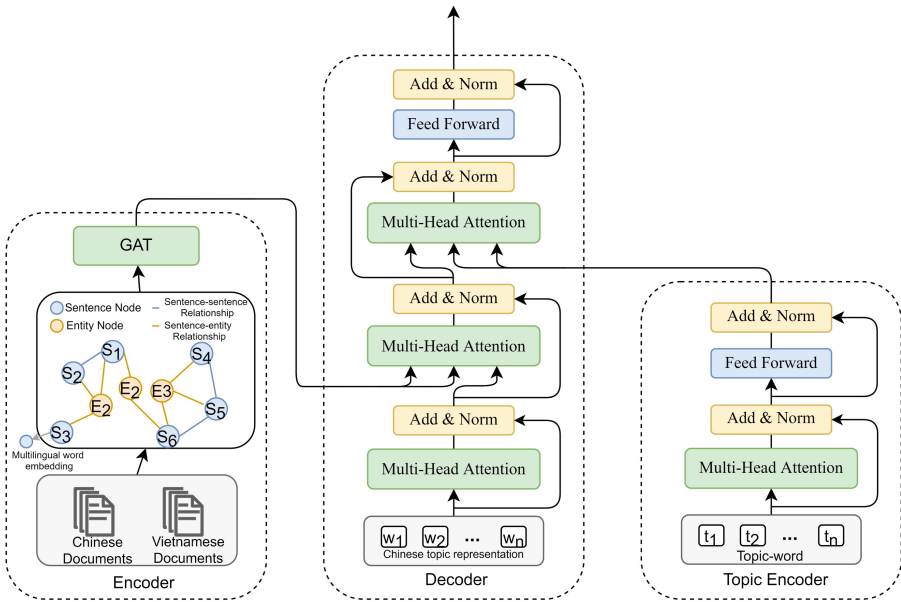 GAT
Sentence Node
Sentence-sentence
Relationship
Entity Node
Sentence-entity
Relationship
S1
S2
E2
S3
E2
S4
E3
S5
S6
Multilingual word
embedding
Chinese
Documents
Vietnamese
Documents
Encoder
Add & Norm
Feed Forward
Add & Norm
Multi-Head Attention
Add & Norm
Multi-Head Attention
Add & Norm
Multi-Head Attention
w1 w2 ... wn
Chinese topic representation
Decoder
Add & Norm
Feed Forward
Add & Norm
Multi-Head Attention
t1 t2 ... tn
Topic-word
Topic Encoder